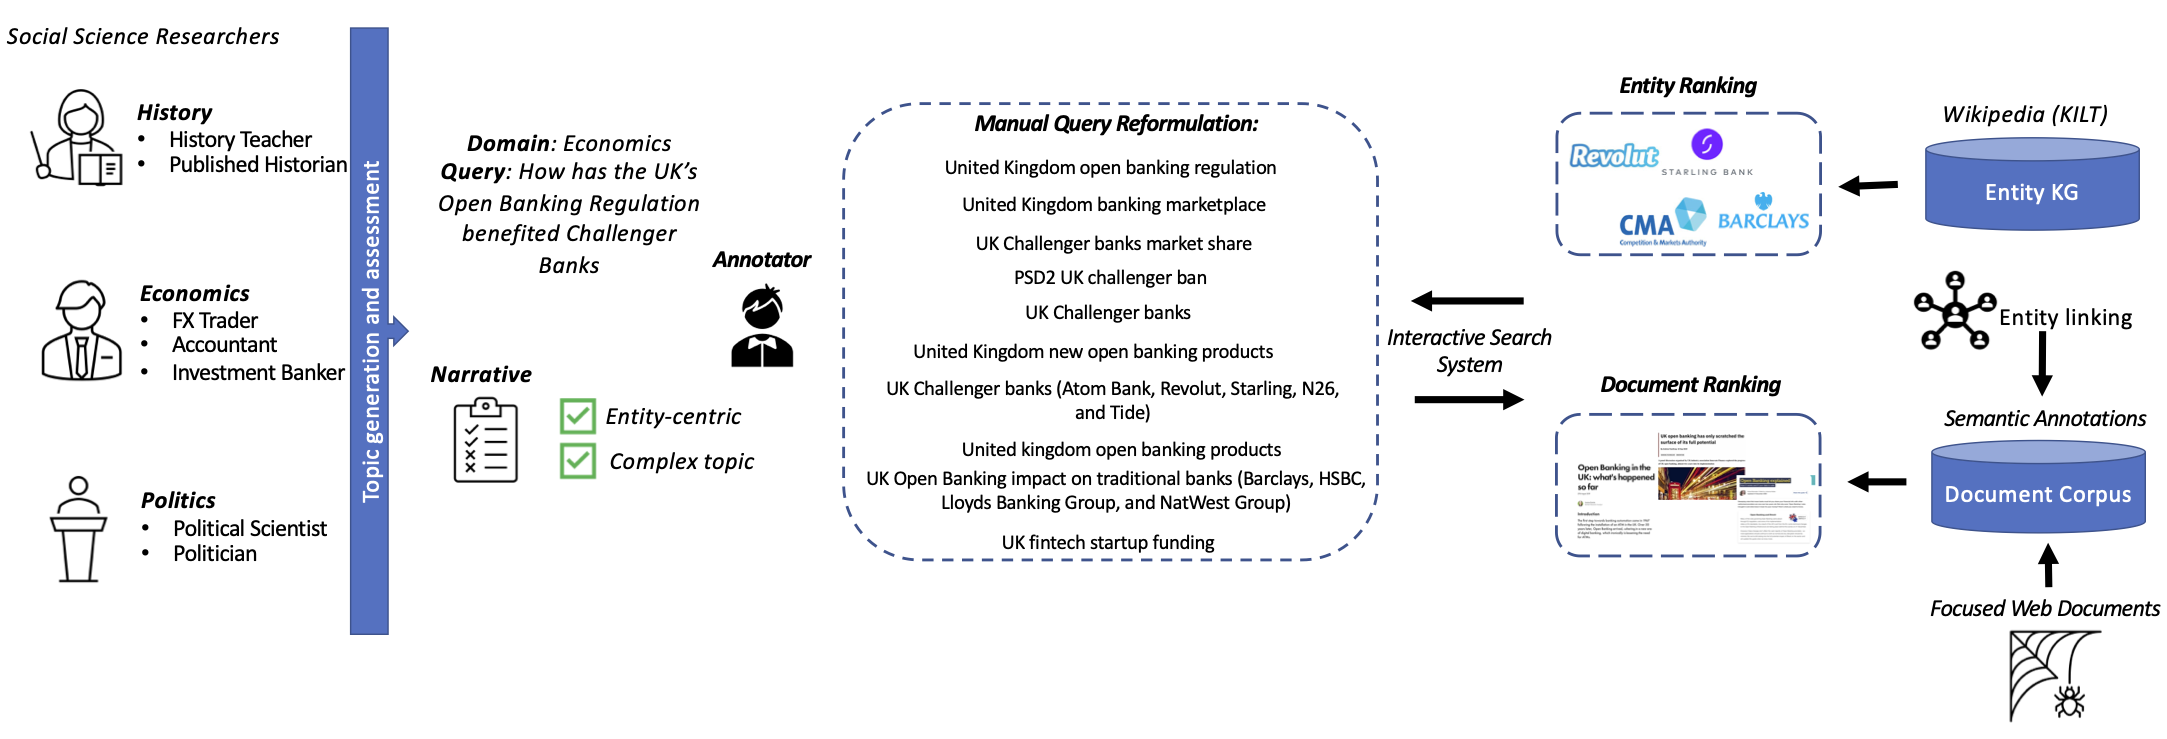 Social Science Researchers
History
• History Teacher
• Published Historian
Economics
• FX Trader
• Accountant
• Investment Banker
Politics
• Political Scientist
• Politician
Topic generation and assessment
Domain: Economics
Query: How has the UK's
Open Banking Regulation
benefited Challenger
Banks
Annotator
Narrative
Entity-centric
Complex topic
Manual Query Reformulation:
United Kingdom open banking regulation
United Kingdom banking marketplace
UK Challenger banks market share
PSD2 UK challenger ban
UK Challenger banks
United Kingdom new open banking products
UK Challenger banks (Atom Bank, Revolut, Starling, N26,
and Tide)
United kingdom open banking products
UK Open Banking impact on traditional banks (Barclays, HSBC,
Lloyds Banking Group, and NatWest Group)
UK fintech startup funding
Interactive Search
System
Entity Ranking
Revolut
STARLING BANK
CMA
Competition & Markets Authority
BARCLAYS
Document Ranking
UK open banking has only scratched the
surface of its full potential
Open Banking in the
UK: what's happened
so far
Introduction
Open Banking explained
Wikipedia (KILT)
Entity KG
Entity linking
Semantic Annotations
Document Corpus
Focused Web Documents